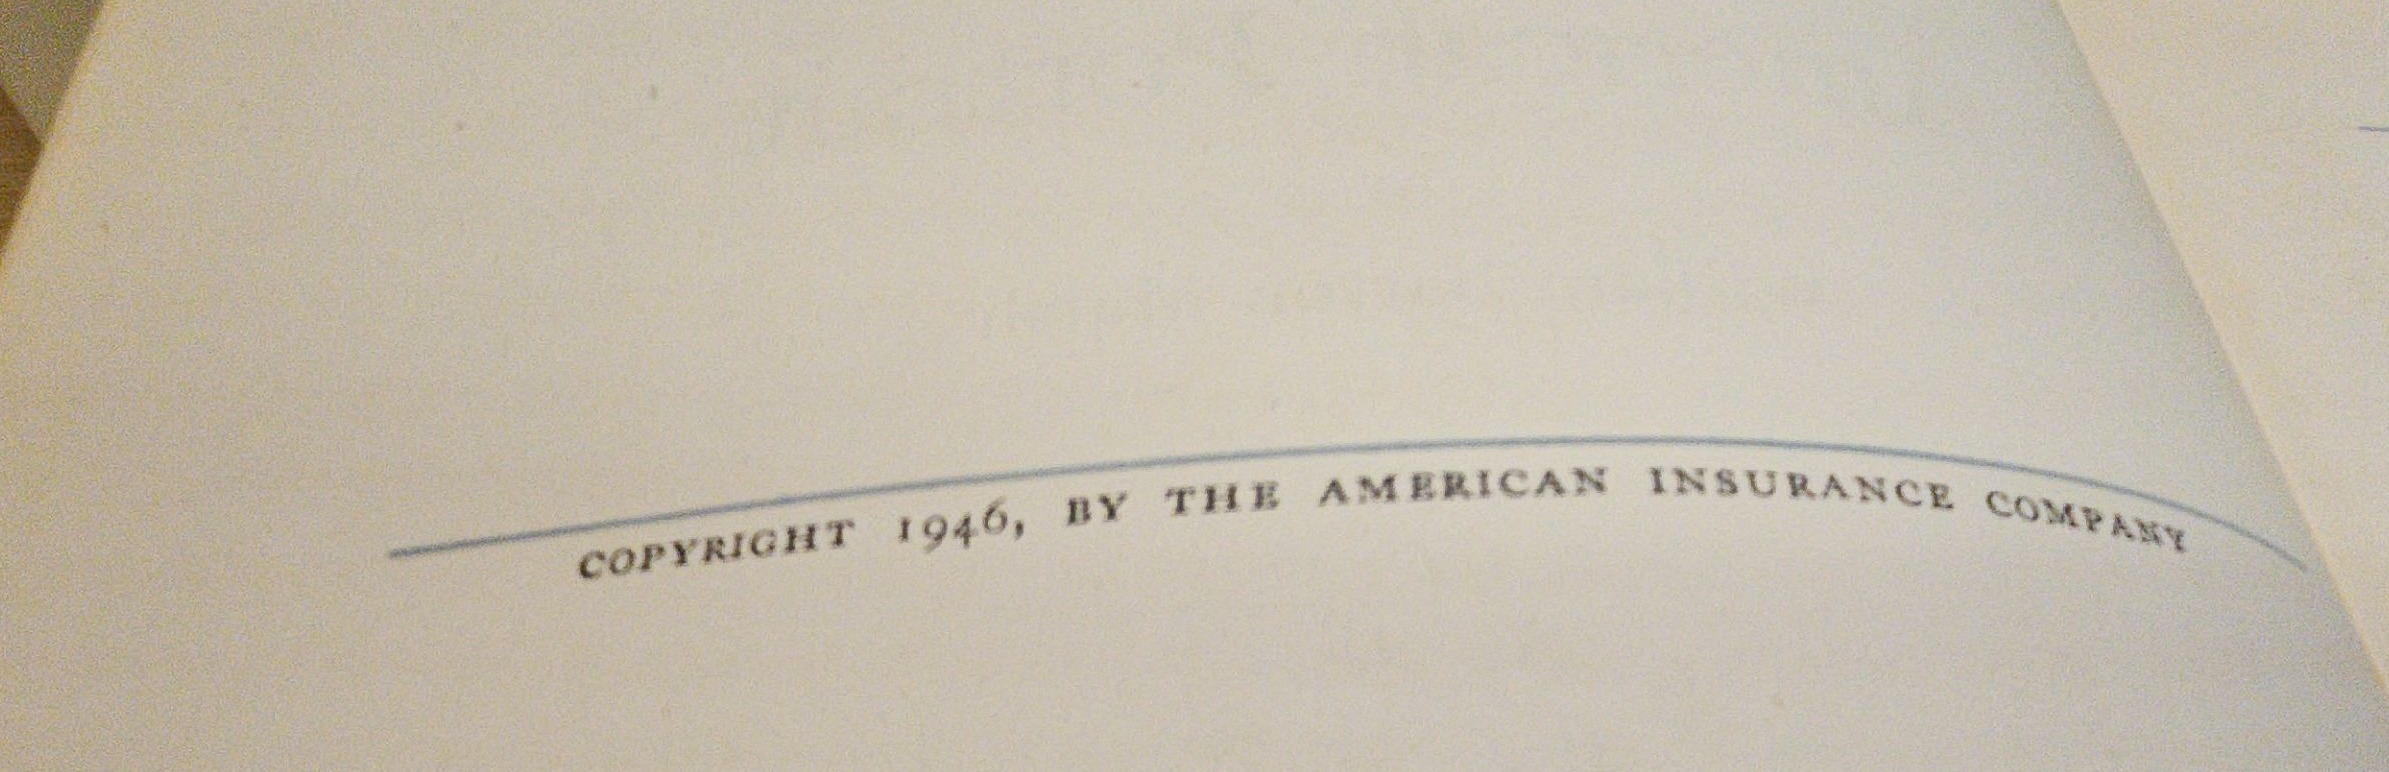 COPYRIGHT 1946, BY THE AMERICAN INSURANCE COMPANY